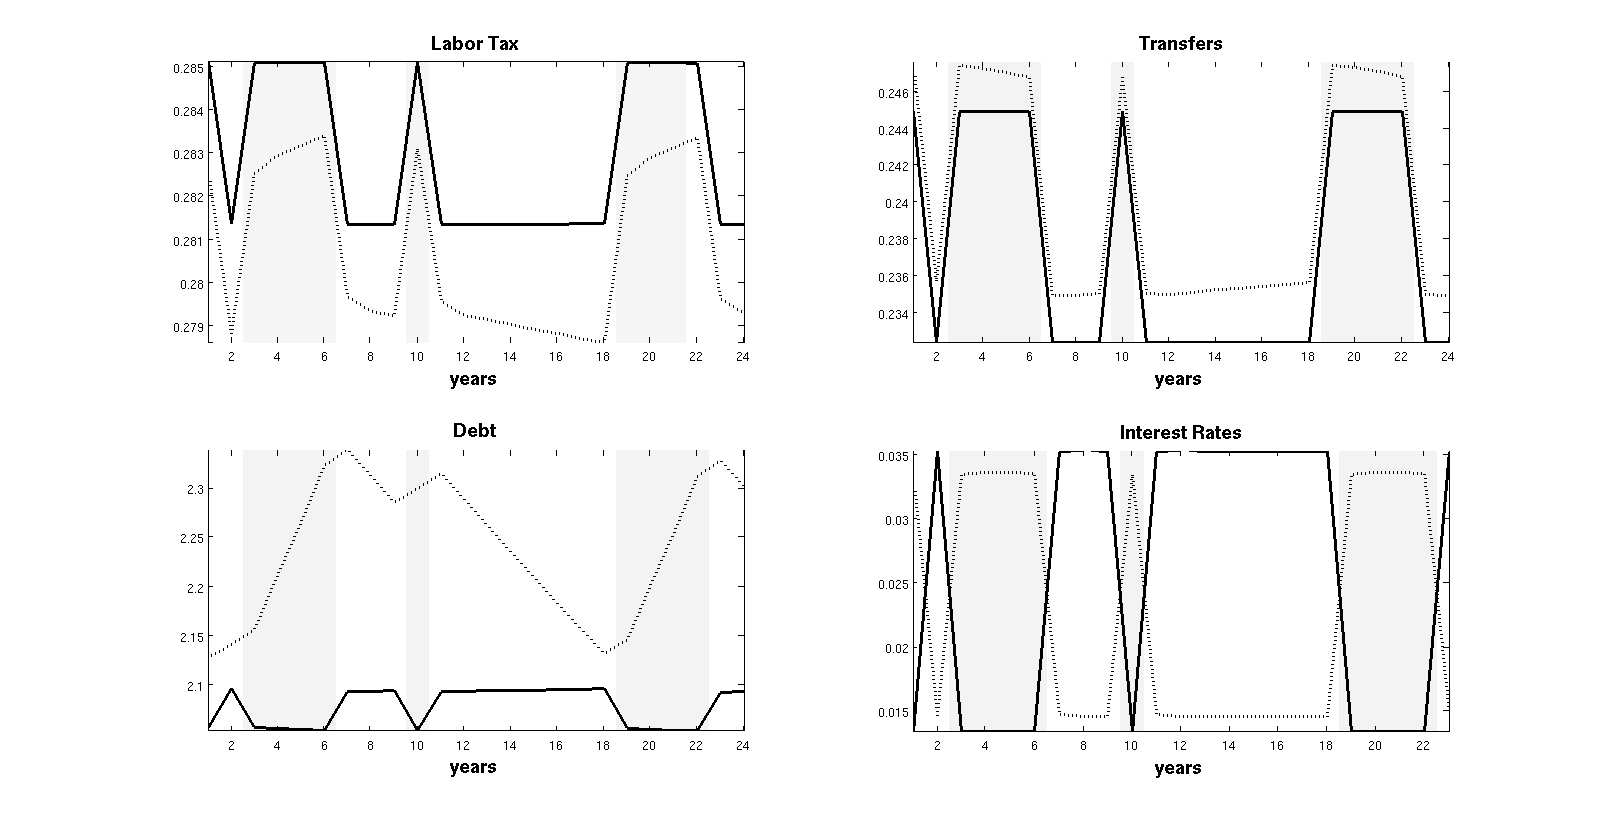 Labor Tax
0.285
0.284
0.283
0.282
0.281
0.28
0.279
2 4 6 8 10 12 14 16 18 20 22 24
years
Transfers
0.246
0.244
0.242
0.24
0.238
0.236
0.234
2 4 6 8 10 12 14 16 18 20 22 24
years
Debt
2.3
2.25
2.2
2.15
2.1
2 4 6 8 10 12 14 16 18 20 22 24
years
Interest Rates
0.035
0.03
0.025
0.02
0.015
2 4 6 8 10 12 14 16 18 20 22
years